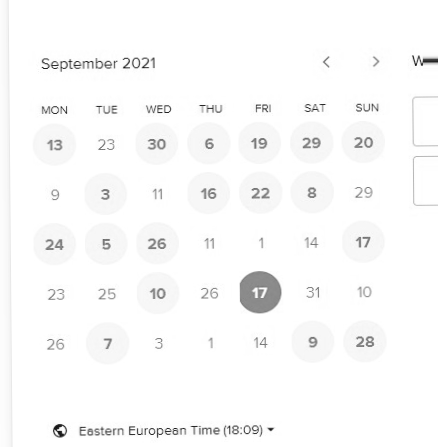 September 2021
MON TUE WED THU FRI SAT SUN
13 23 30 6 19 29 20
9 3 11 16 22 8 29
24 5 26 11 1 14 17
23 25 10 26 17 31 10
26 7 3 1 14 9 28
Eastern European Time (18:09)